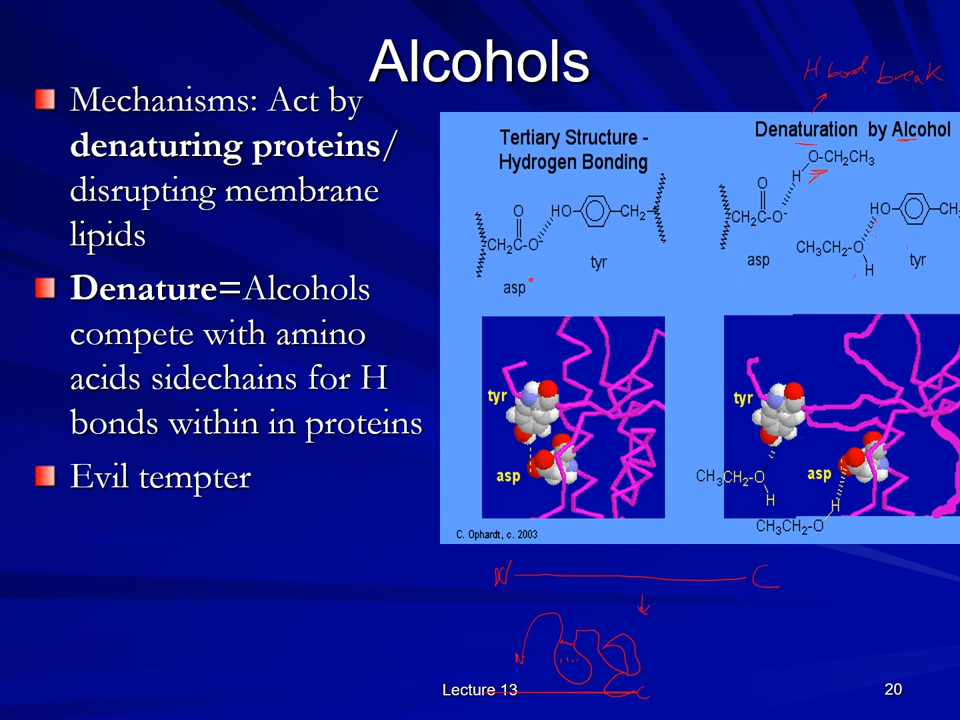 Alcohols
H bond break
Mechanisms: Act by
denaturing proteins/
disrupting membrane
lipids
Denature=Alcohols
compete with amino
acids sidechains for H
bonds within in proteins
Evil tempter
Tertiary Structure -
Hydrogen Bonding
O
HO
CH₂
CH₂C-O-
tyr
asp
Denaturation by Alcohol
O-CH₂CH₃
H
O
CH₂C-O-
HO
CH₂
CH₃CH₂-O
H
asp
tyr
tyr
asp
tyr
asp
CH₃CH₂-O
H
H
CH₃CH₂-O
C. Ophardt, c. 2003
N C
N
C
Lecture 13
20